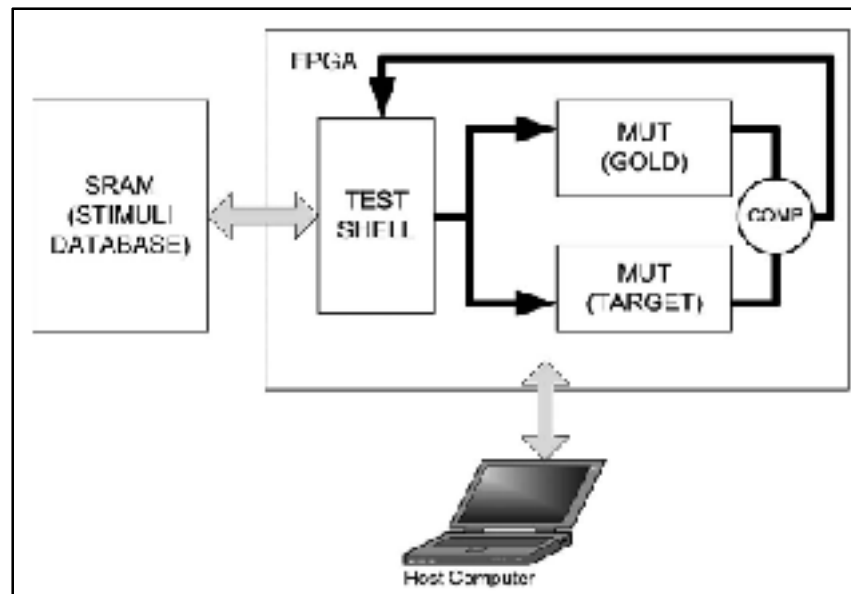 FPGA
SRAM
(STIMULI
DATABASE)
TEST
SHELL
MUT
(GOLD)
COMP
MUT
(TARGET)
Host Computer